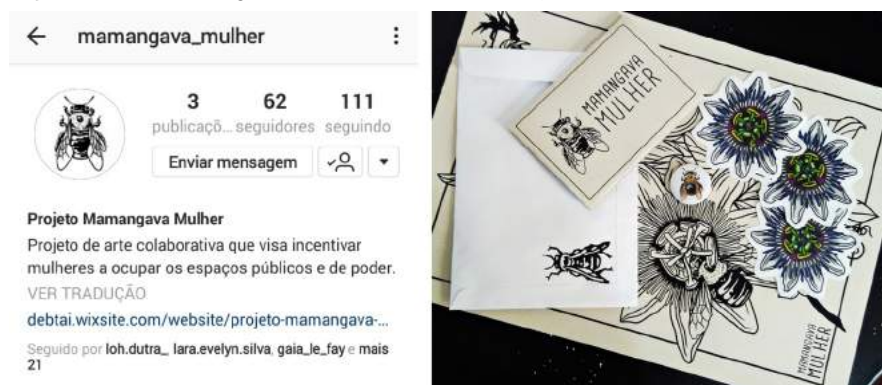 mamangava_mulher
3 62 111
publicaçõ... seguidores seguindo
Enviar mensagem
Projeto Mamangava Mulher
Projeto de arte colaborativa que visa incentivar
mulheres a ocupar os espaços públicos e de poder.
VER TRADUÇÃO
debtai.wixsite.com/website/projeto-mamangava-...
Seguido por loh.dutra_, lara.evelyn.silva, gaia_le_fay e mais
21
MAMANGAVA
MULHER
MAMANGAVA
MULHER